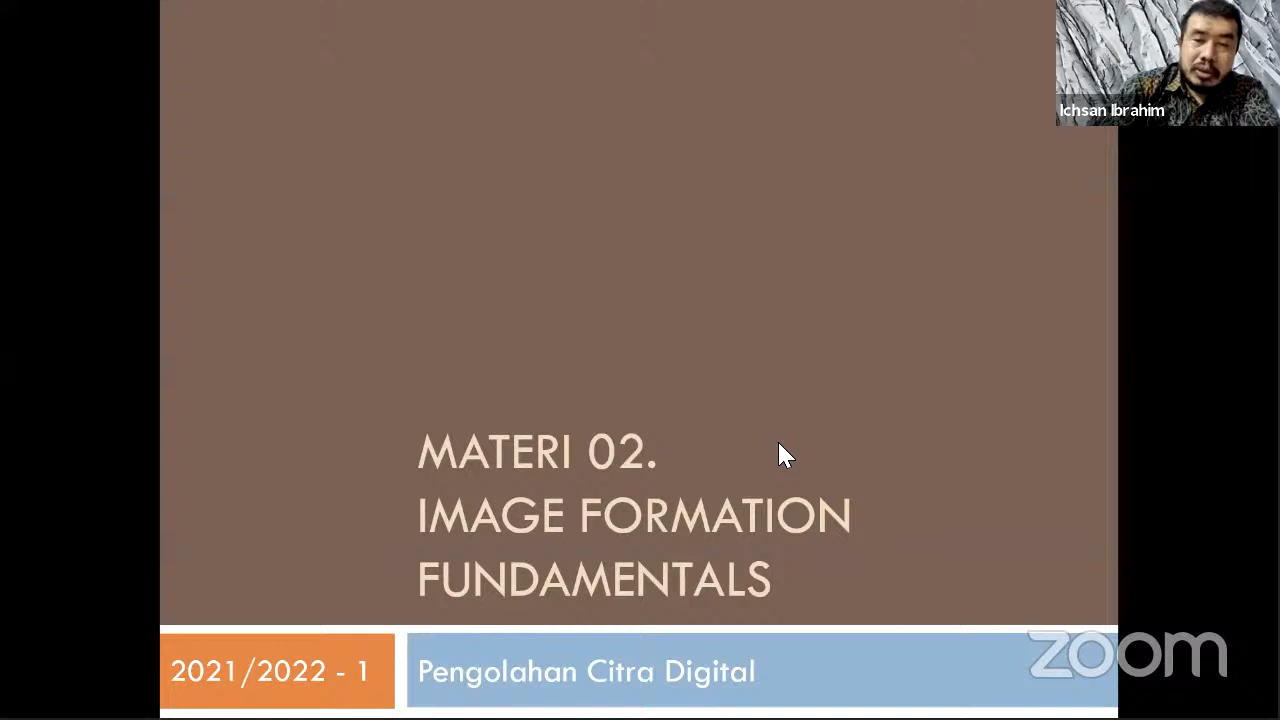 Ichsan Ibrahim
MATERI 02.
IMAGE FORMATION
FUNDAMENTALS
2021/2022 - 1
Pengolahan Citra Digital
zoom